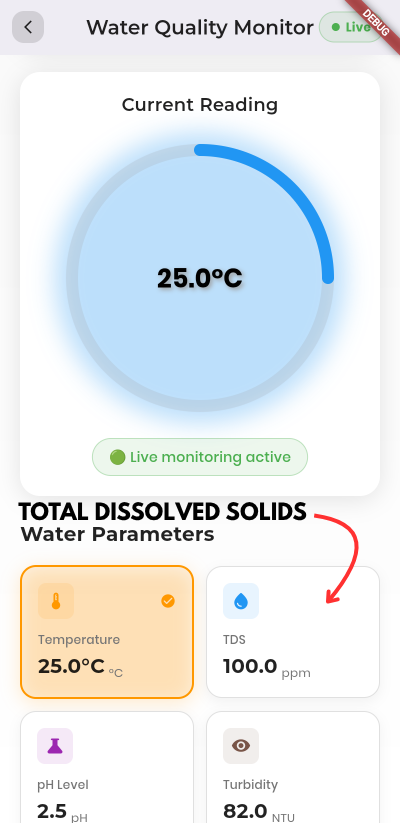 Water Quality Monitor
Live
DEBUG
Current Reading
25.0°C
Live monitoring active
TOTAL DISSOLVED SOLIDS
Water Parameters
Temperature
25.0°C °C
TDS
100.0 ppm
pH Level
2.5 pH
Turbidity
82.0 NTU